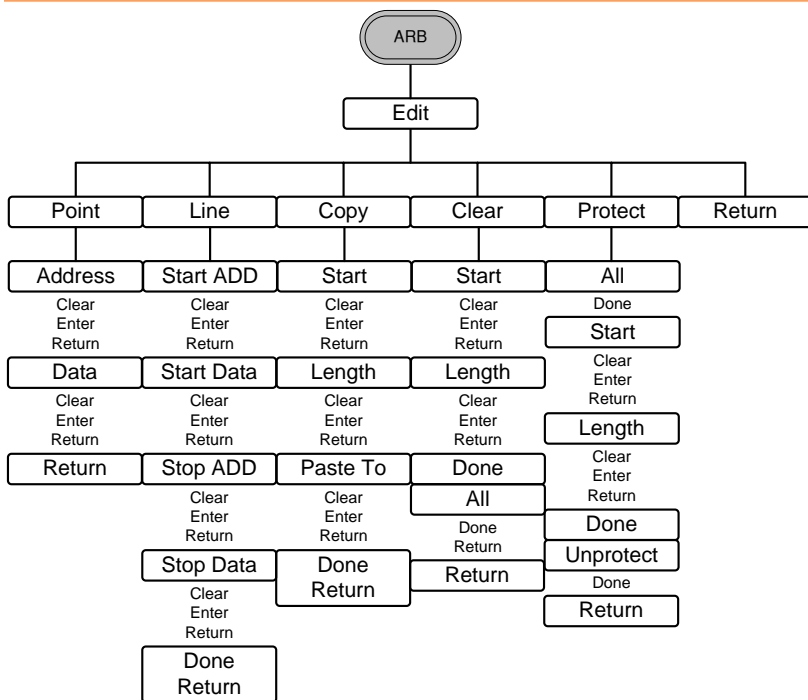 ARB
Edit
Point
Line
Copy
Clear
Protect
Return
Address
Clear
Enter
Return
Data
Clear
Enter
Return
Return
Start ADD
Clear
Enter
Return
Start Data
Clear
Enter
Return
Stop ADD
Clear
Enter
Return
Stop Data
Clear
Enter
Return
Done
Return
Start
Clear
Enter
Return
Length
Clear
Enter
Return
Paste To
Clear
Enter
Return
Done
Return
Start
Clear
Enter
Return
Length
Clear
Enter
Return
Done
All
Done
Return
Return
All
Done
Start
Clear
Enter
Return
Length
Clear
Enter
Return
Done
Unprotect
Done
Return